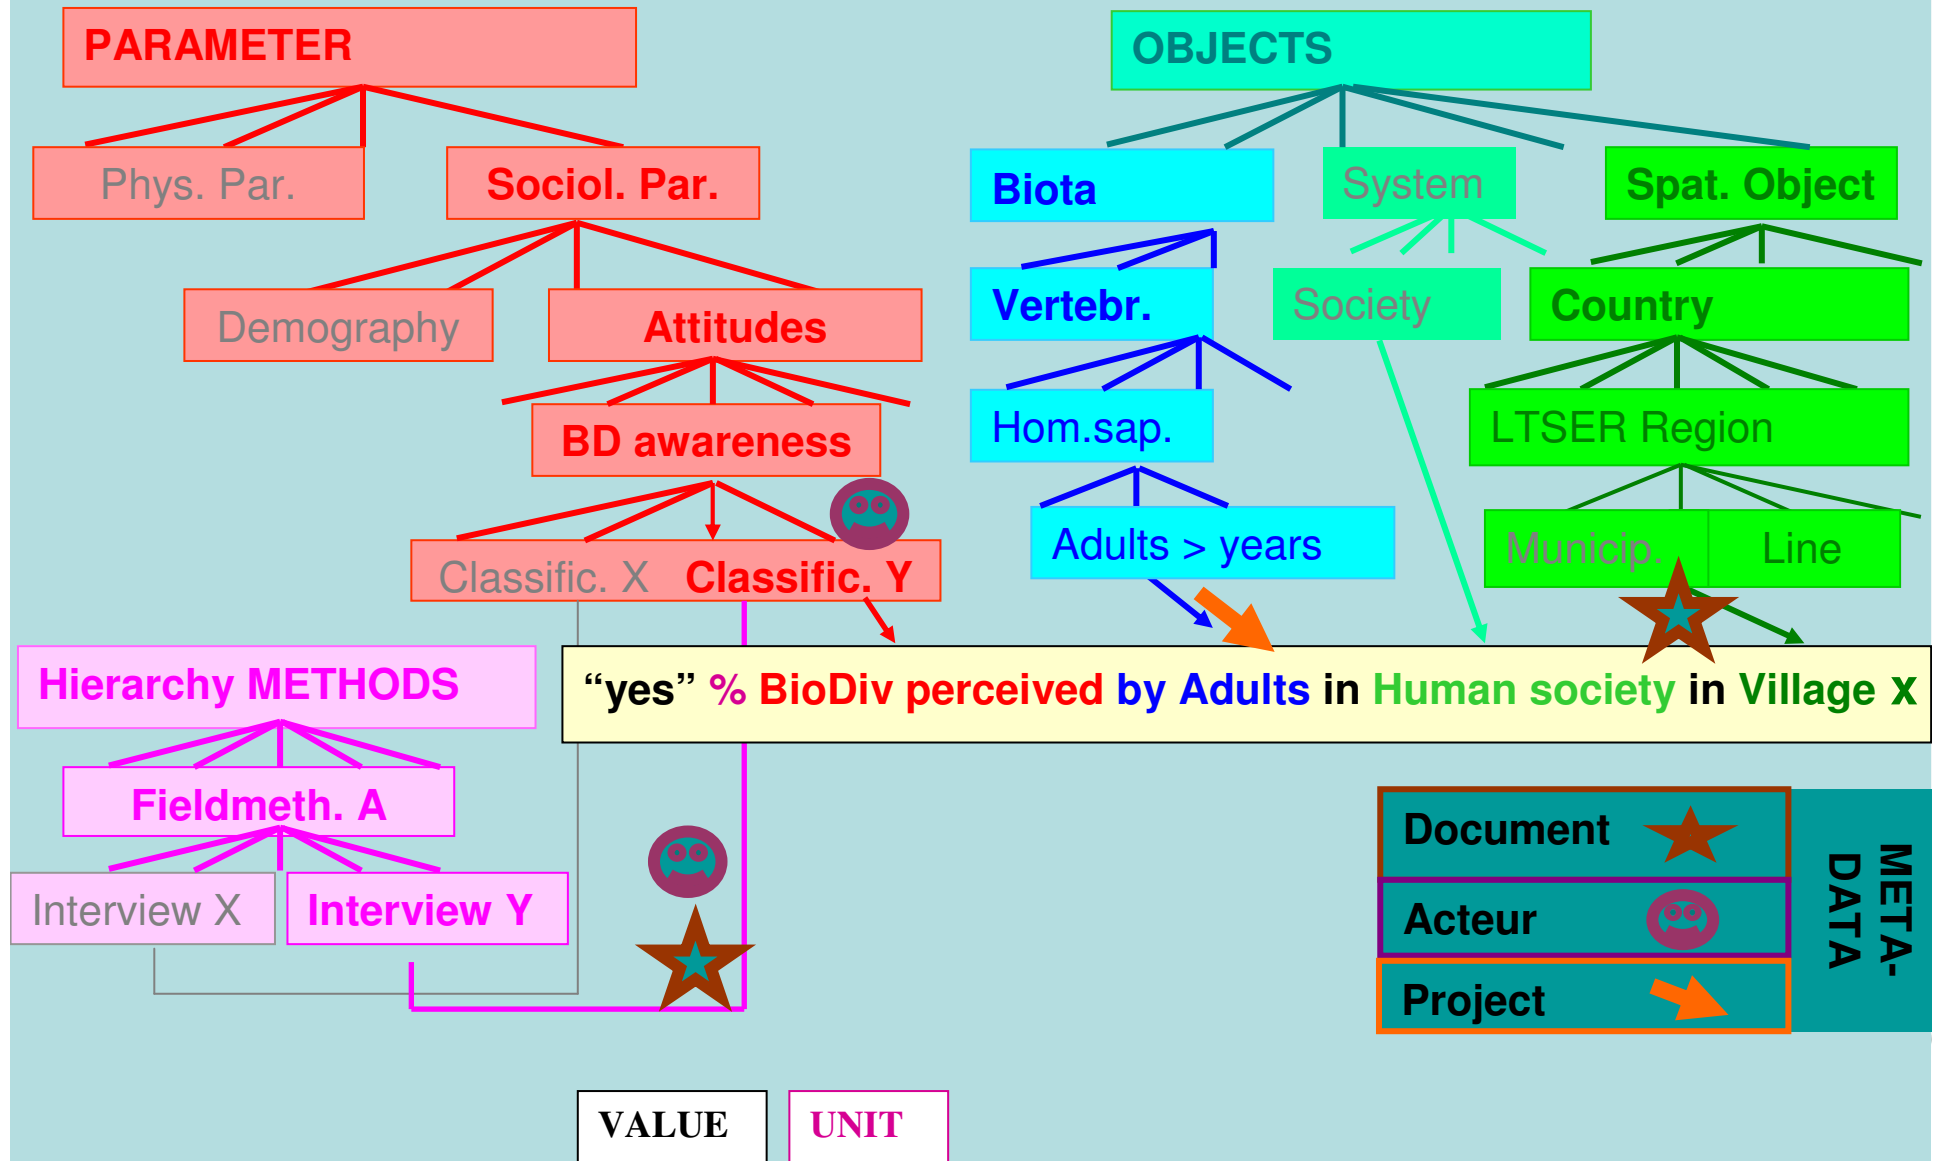 PARAMETER
OBJECTS
Phys. Par.
Sociol. Par.
Biota
System
Spat. Object
Demography
Attitudes
Vertebr.
Society
Country
BD awareness
Hom.sap.
LTSER Region
Classific. X
Classific. Y
Adults > years
Municip.
Line
Hierarchy METHODS
“yes” % BioDiv perceived by Adults in Human society in Village x
Fieldmeth. A
Interview X
Interview Y
Document
Acteur
Project
META-
DATA
VALUE
UNIT